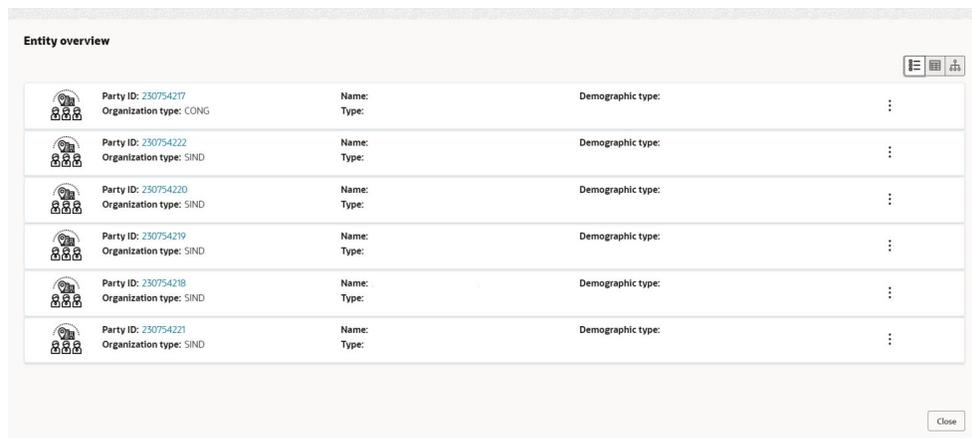 Entity overview
Party ID: 230754217 Name: Demographic type:
Organization type: CONG Type:
Party ID: 230754222 Name: Demographic type:
Organization type: SIND Type:
Party ID: 230754220 Name: Demographic type:
Organization type: SIND Type:
Party ID: 230754219 Name: Demographic type:
Organization type: SIND Type:
Party ID: 230754218 Name: Demographic type:
Organization type: SIND Type:
Party ID: 230754221 Name: Demographic type:
Organization type: SIND Type:
Close